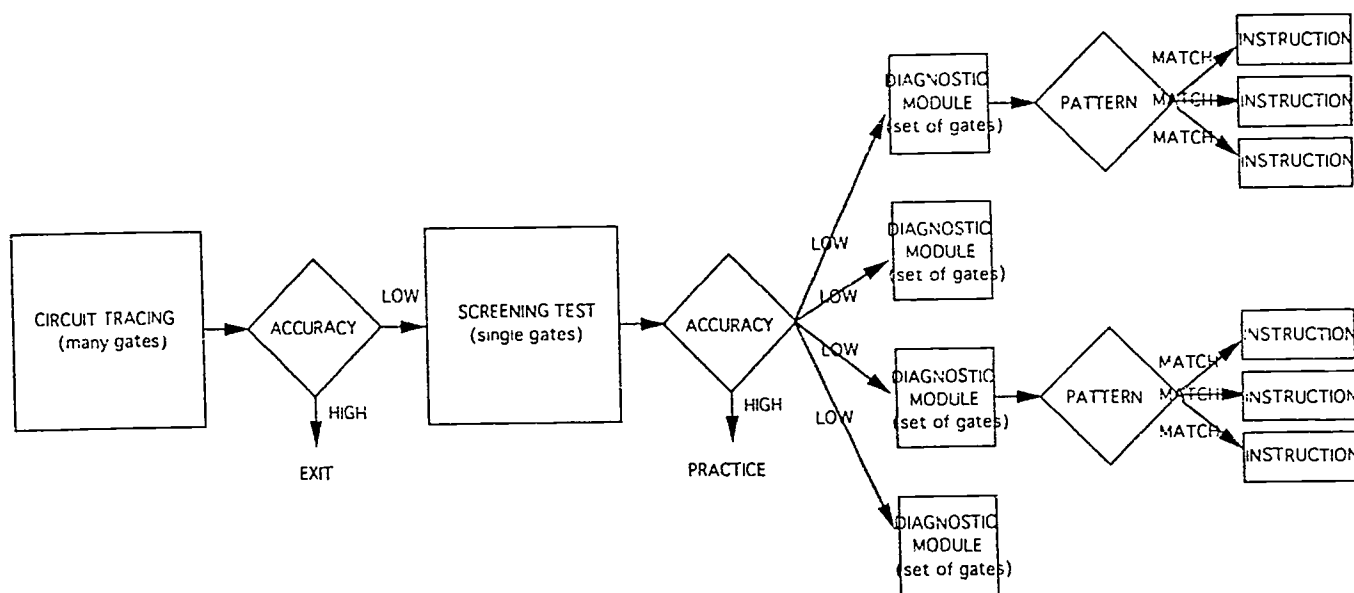 CIRCUIT TRACING
(many gates)
ACCURACY
LOW
HIGH
EXIT
SCREENING TEST
(single gates)
ACCURACY
HIGH
PRACTICE
LOW
LOW
LOW
LOW
DIAGNOSTIC
MODULE
(set of gates)
PATTERN
MATCH
MATCH
MATCH
INSTRUCTION
INSTRUCTION
INSTRUCTION
DIAGNOSTIC
MODULE
(set of gates)
DIAGNOSTIC
MODULE
(set of gates)
PATTERN
MATCH
MATCH
MATCH
INSTRUCTION
INSTRUCTION
INSTRUCTION
DIAGNOSTIC
MODULE
(set of gates)